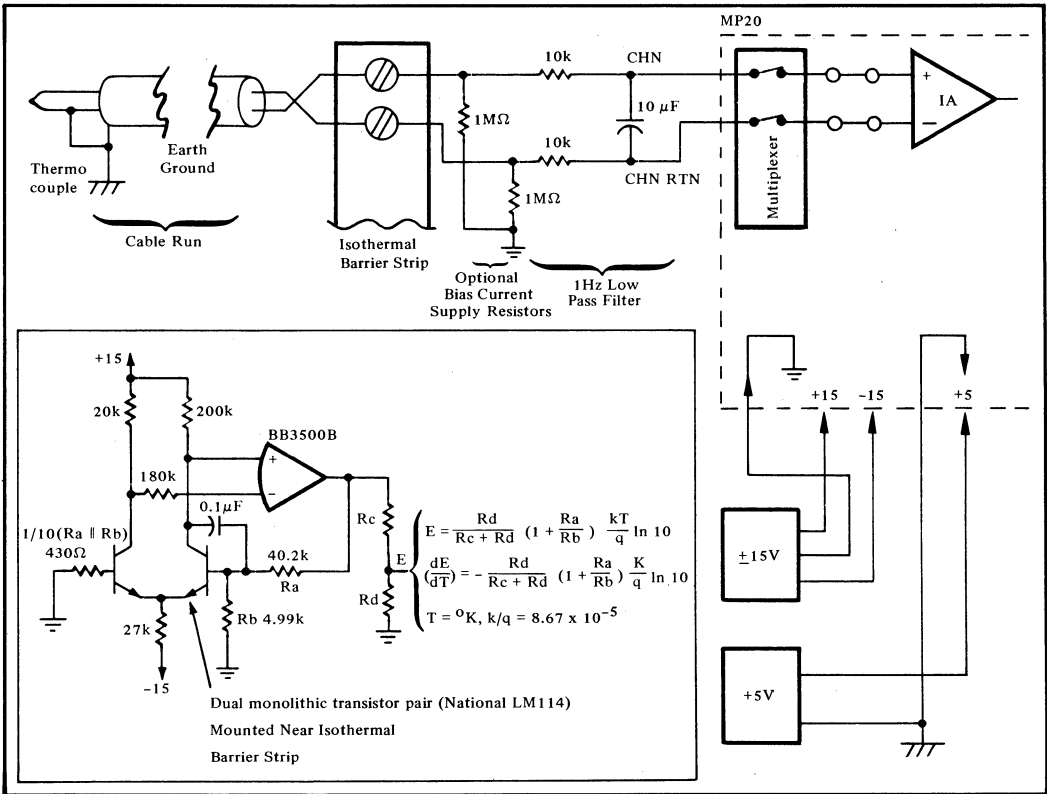 MP20
10k
CHN
10 μF
1MΩ
10k
CHN RTN
1MΩ
Multiplexer
+
IA
−
Thermo
couple
Earth
Ground
Cable Run
Isothermal
Barrier Strip
Optional
Bias Current
Supply Resistors
1Hz Low
Pass Filter
+15
20k
200k
BB3500B
+
−
180k
0.1μF
1/10(Ra ∥ Rb)
430Ω
40.2k
Ra
Rb 4.99k
27k
−15
Rc
E
Rd
E = Rd / (Rc + Rd) (1 + Ra/Rb) kT/q ln 10
(dE/dT) = - Rd / (Rc + Rd) (1 + Ra/Rb) K/q ln 10
T = °K, k/q = 8.67 x 10⁻⁵
Dual monolithic transistor pair (National LM114)
Mounted Near Isothermal
Barrier Strip
+15 −15 +5
±15V
+5V